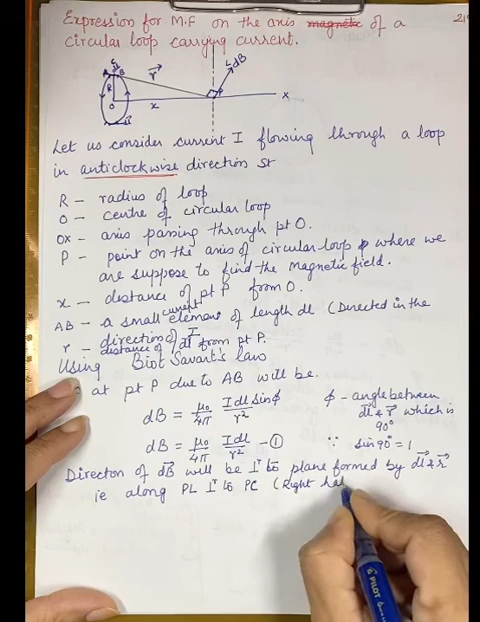 Expression for M.F on the axis magnetic of a
circular loop carrying current.
21
C
A dl B
r
L dB
R
O
x
P
X
Let us consider current I flowing through a loop
in anticlockwise direction st
R - radius of loop
O - centre of circular loop
OX - axis passing through pt O.
P - point on the axis of circular loop where we
are suppose to find the magnetic field.
x - distance of pt P from O.
AB - a small current element of length dl (Directed in the
direction of I
r - distance of dl from pt P.
Using Biot Savart's law
at pt P due to AB will be.
dB = μ₀/4π Idl sinφ/r²
φ - angle between
dl & r which is
90°
dB = μ₀/4π Idl/r² - ①
∵ sin90° = 1
Directon of dB will be ⊥r to plane formed by dl & r
ie along PL ⊥r to PC (Right ha
PILOT